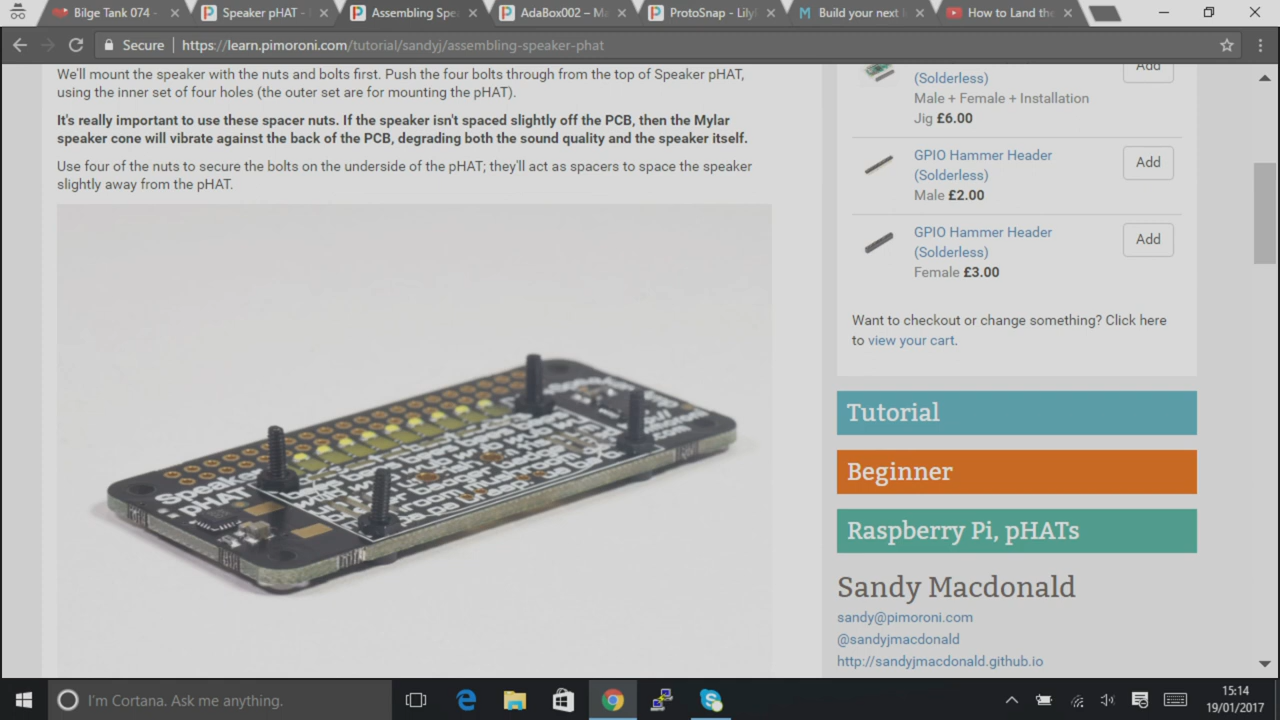 Bilge Tank 074 -
Speaker pHAT -
Assembling Spe
AdaBox002 – Ma
ProtoSnap - Lily
Build your next
How to Land the
Secure
https://learn.pimoroni.com/tutorial/sandyj/assembling-speaker-phat
We'll mount the speaker with the nuts and bolts first. Push the four bolts through from the top of Speaker pHAT,
using the inner set of four holes (the outer set are for mounting the pHAT).
It's really important to use these spacer nuts. If the speaker isn't spaced slightly off the PCB, then the Mylar
speaker cone will vibrate against the back of the PCB, degrading both the sound quality and the speaker itself.
Use four of the nuts to secure the bolts on the underside of the pHAT; they'll act as spacers to space the speaker
slightly away from the pHAT.
Speak
pHAT
(Solderless)
Male + Female + Installation
Jig £6.00
Add
GPIO Hammer Header
(Solderless)
Male £2.00
Add
GPIO Hammer Header
(Solderless)
Female £3.00
Add
Want to checkout or change something? Click here
to view your cart.
Tutorial
Beginner
Raspberry Pi, pHATs
Sandy Macdonald
sandy@pimoroni.com
@sandyjmacdonald
http://sandyjmacdonald.github.io
I'm Cortana. Ask me anything.
15:14
19/01/2017